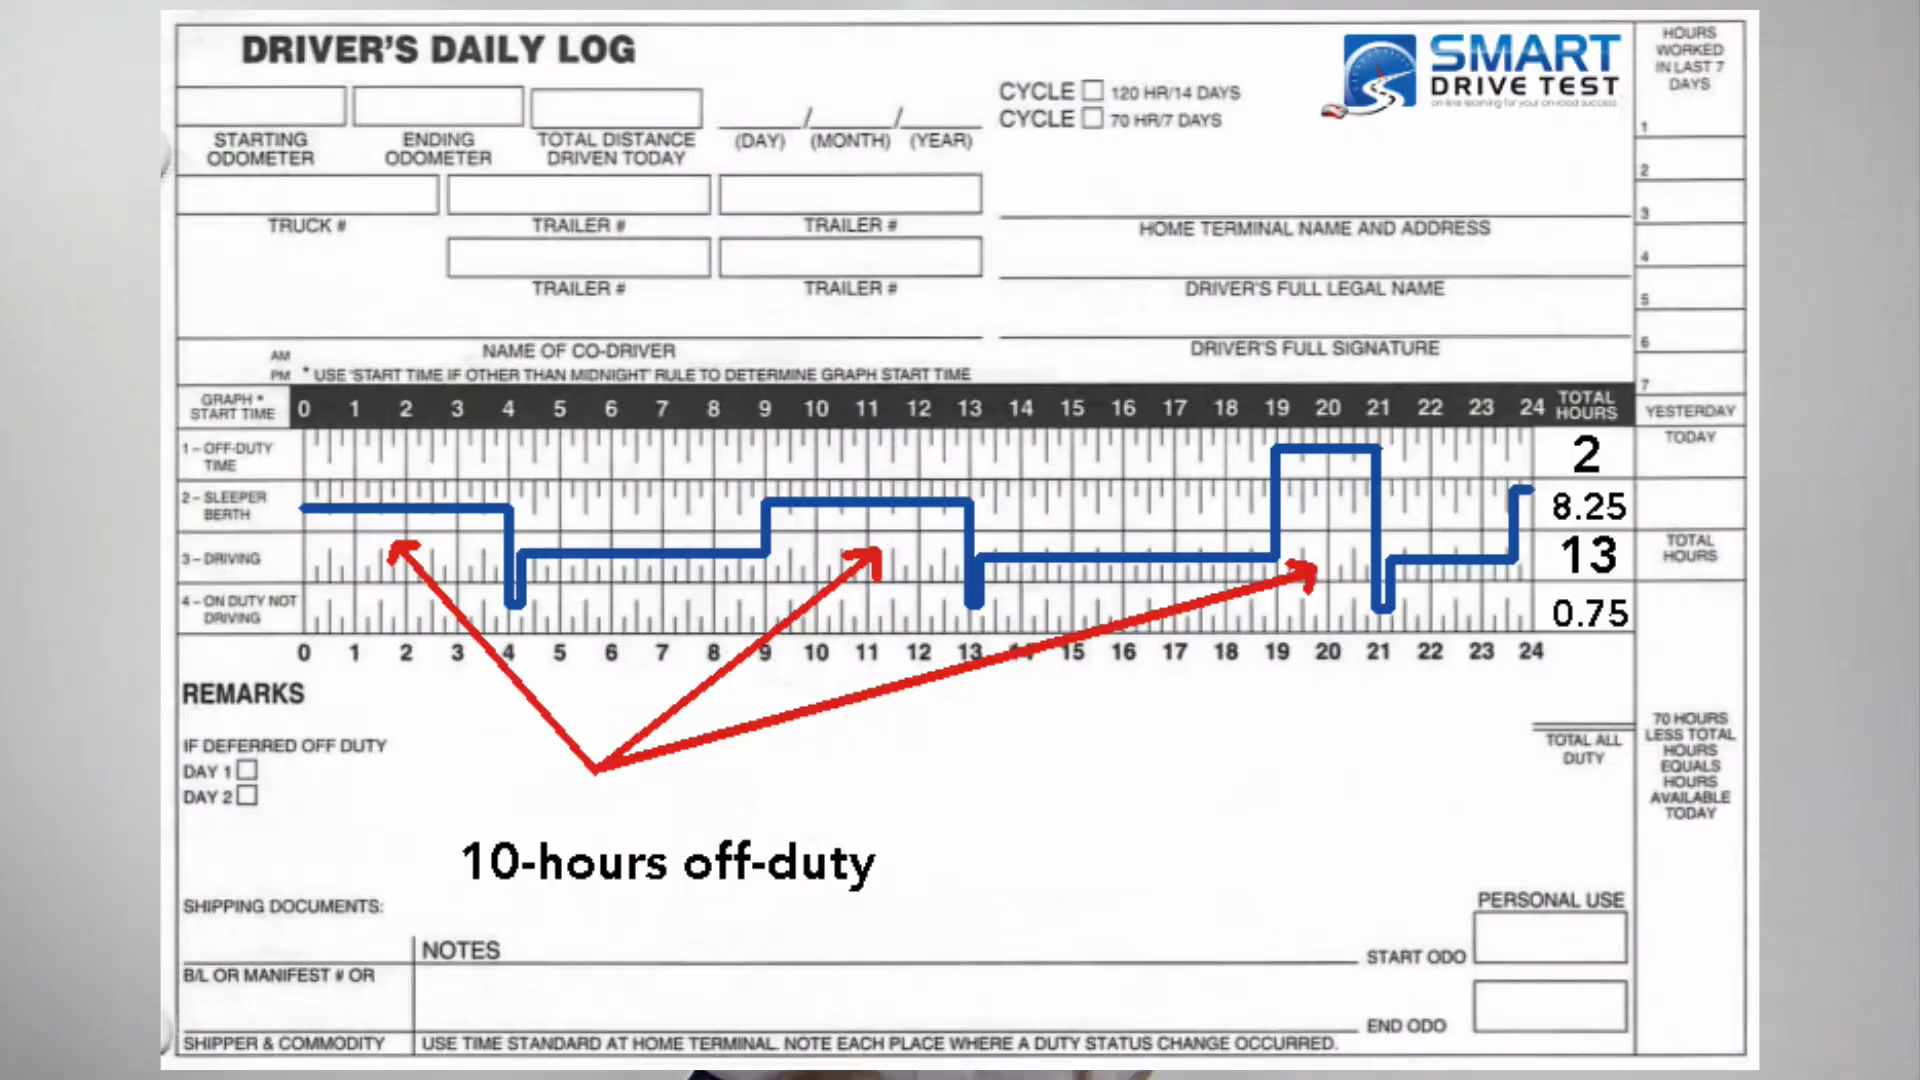 DRIVER'S DAILY LOG
SMART
DRIVE TEST
on line learning for your on-road success
STARTING
ODOMETER
ENDING
ODOMETER
TOTAL DISTANCE
DRIVEN TODAY
/ /
(DAY) (MONTH) (YEAR)
CYCLE 120 HR/14 DAYS
CYCLE 70 HR/7 DAYS
HOURS
WORKED
IN LAST 7
DAYS
1
2
3
4
5
6
7
YESTERDAY
TODAY
TOTAL
HOURS
TRUCK #
TRAILER #
TRAILER #
TRAILER #
TRAILER #
HOME TERMINAL NAME AND ADDRESS
DRIVER'S FULL LEGAL NAME
NAME OF CO-DRIVER
DRIVER'S FULL SIGNATURE
AM
PM * USE 'START TIME IF OTHER THAN MIDNIGHT' RULE TO DETERMINE GRAPH START TIME
GRAPH *
START TIME
0 1 2 3 4 5 6 7 8 9 10 11 12 13 14 15 16 17 18 19 20 21 22 23 24
TOTAL
HOURS
1 - OFF-DUTY
TIME
2
2 - SLEEPER
BERTH
8.25
3 - DRIVING
13
4 - ON DUTY NOT
DRIVING
0.75
0 1 2 3 4 5 6 7 8 9 10 11 12 13 14 15 16 17 18 19 20 21 22 23 24
REMARKS
IF DEFERRED OFF DUTY
DAY 1
DAY 2
TOTAL ALL
DUTY
70 HOURS
LESS TOTAL
HOURS
EQUALS
HOURS
AVAILABLE
TODAY
10-hours off-duty
SHIPPING DOCUMENTS:
PERSONAL USE
NOTES
START ODO
B/L OR MANIFEST # OR
END ODO
SHIPPER & COMMODITY
USE TIME STANDARD AT HOME TERMINAL. NOTE EACH PLACE WHERE A DUTY STATUS CHANGE OCCURRED.